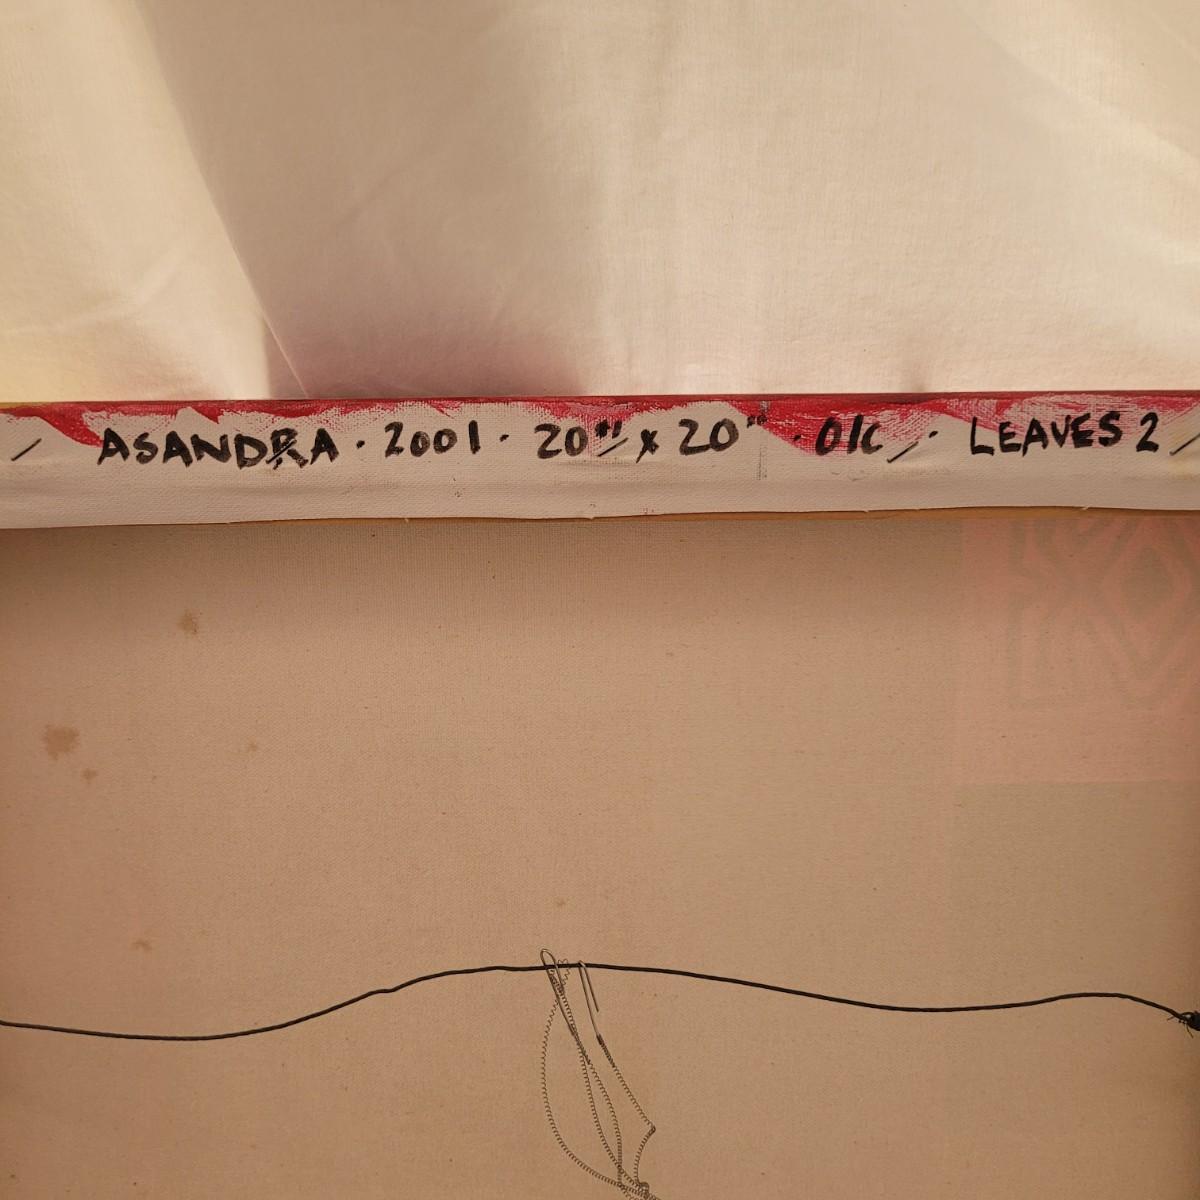 / ASANDRA · 2001 · 20" x 20" · O/C / · LEAVES 2 /